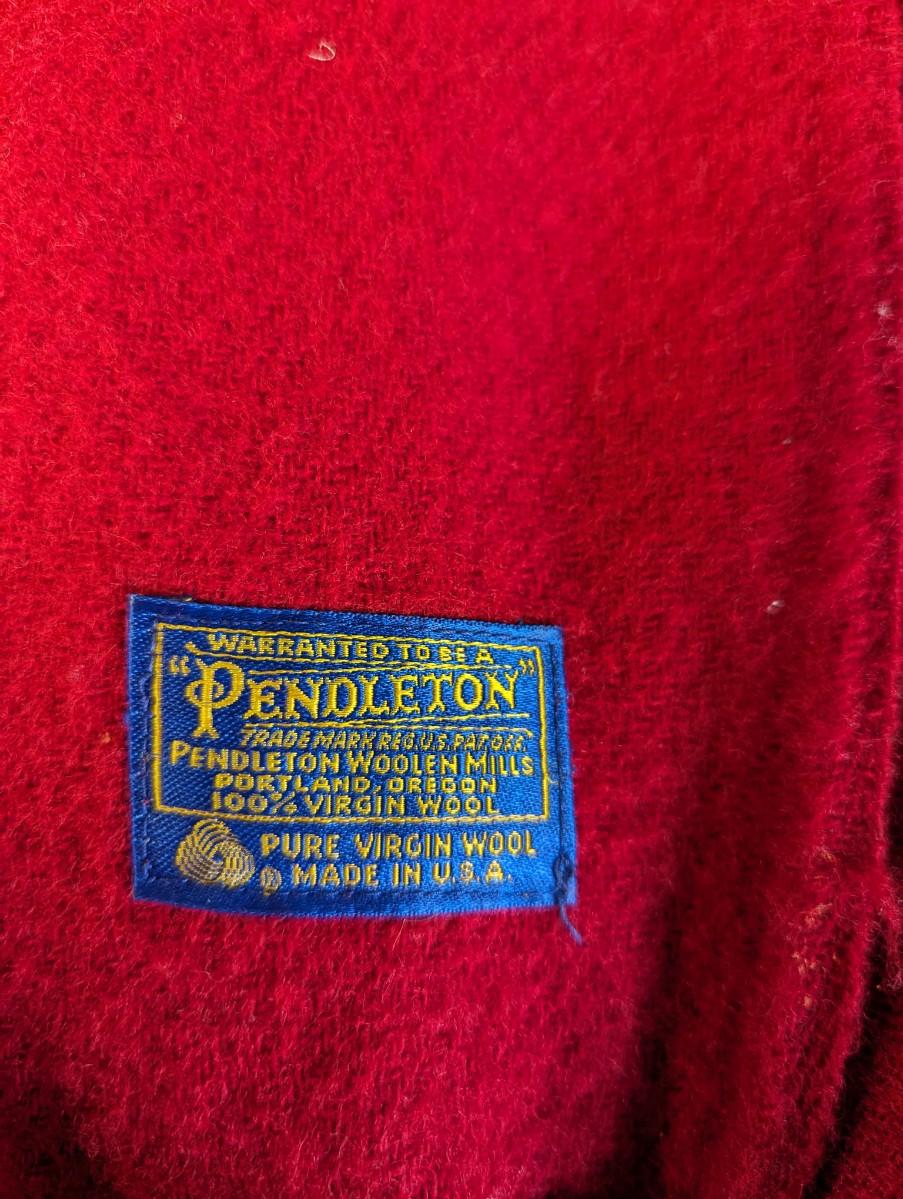 WARRANTED TO BE A
"PENDLETON"
TRADE MARK REG. U.S. PAT. OFF.
PENDLETON WOOLEN MILLS
PORTLAND, OREGON
100% VIRGIN WOOL
PURE VIRGIN WOOL
® MADE IN U.S.A.